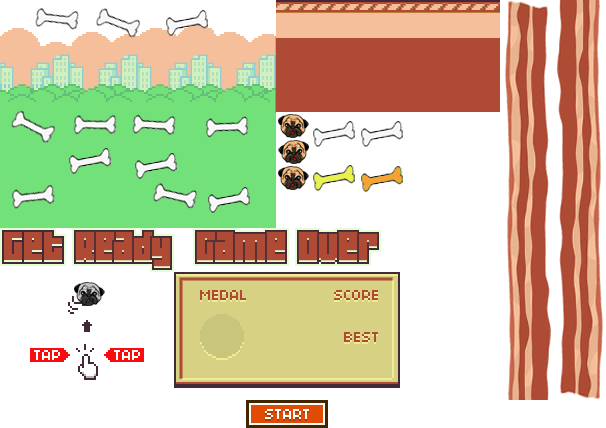 Get Ready
Game Over
MEDAL
SCORE
BEST
TAP
TAP
START